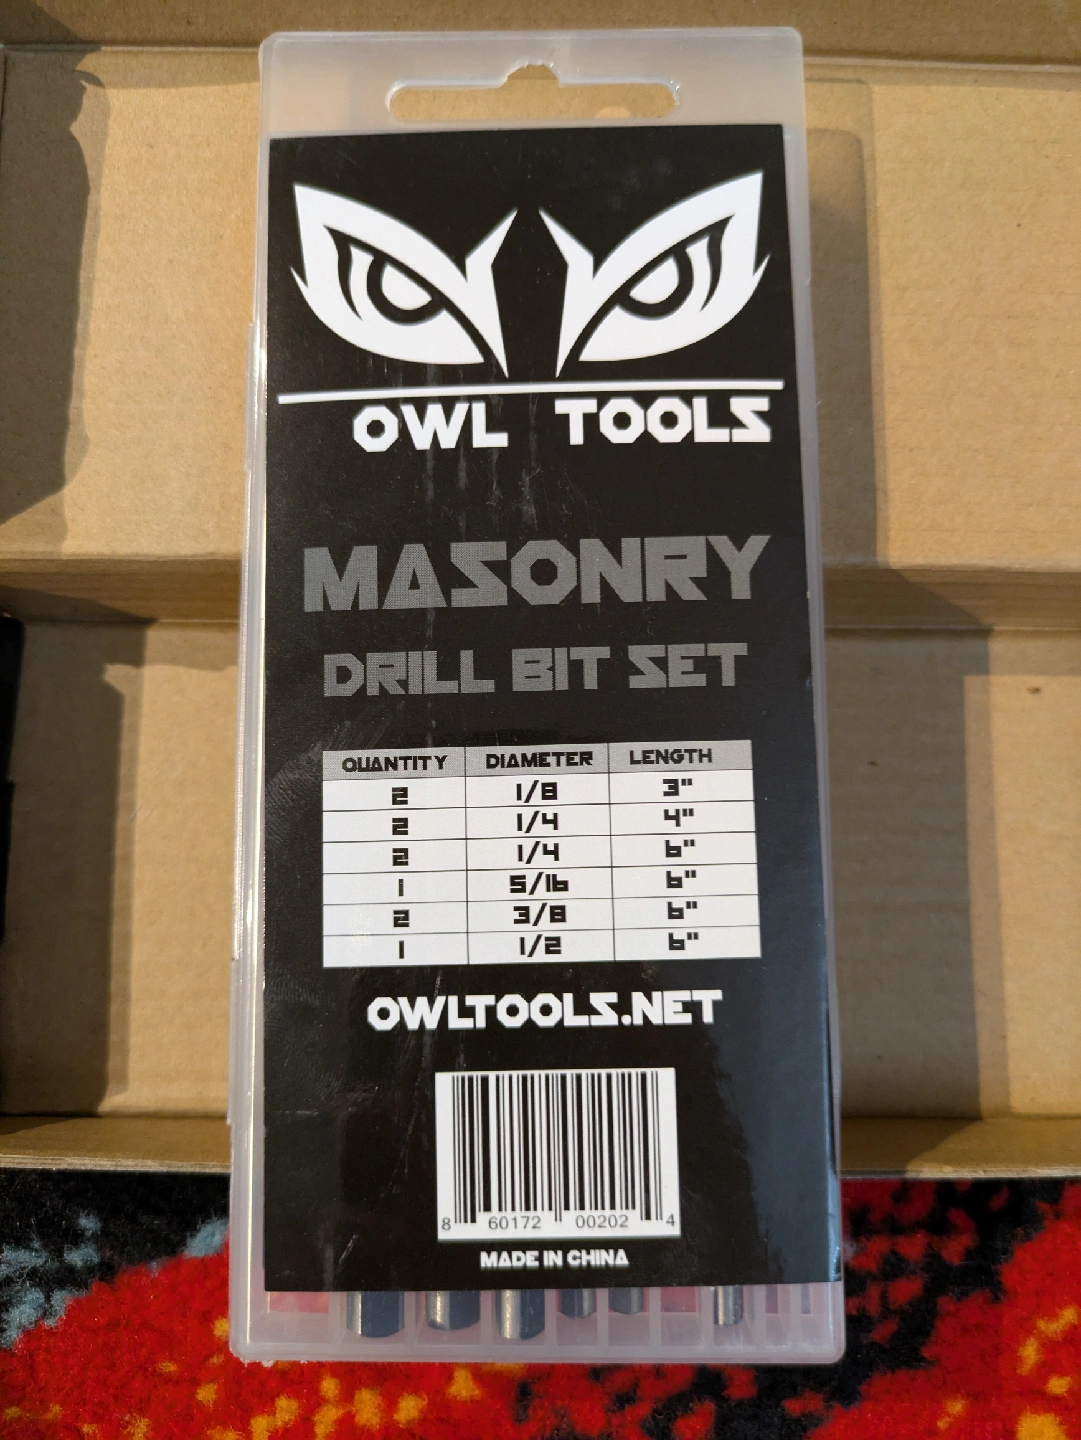 OWL TOOLS
MASONRY
DRILL BIT SET
QUANTITY DIAMETER LENGTH
2 1/8 3"
2 1/4 4"
2 1/4 6"
1 5/16 6"
2 3/8 6"
1 1/2 6"
OWLTOOLS.NET
8 60172 00202 4
MADE IN CHINA